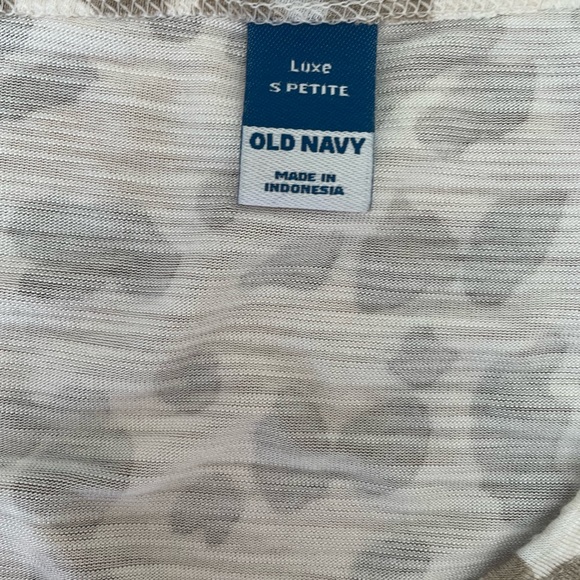 Luxe
S PETITE
OLD NAVY
MADE IN
INDONESIA